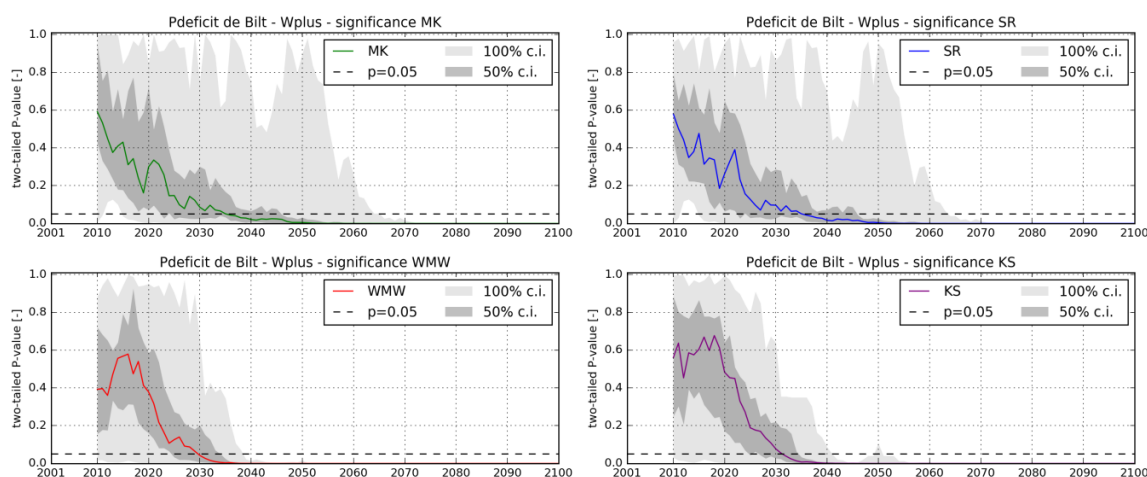 Pdeficit de Bilt - Wplus - significance MK
two-tailed P-value [-]
1.0
0.8
0.6
0.4
0.2
0.0
MK
p=0.05
100% c.i.
50% c.i.
2001 2010 2020 2030 2040 2050 2060 2070 2080 2090 2100
Pdeficit de Bilt - Wplus - significance SR
two-tailed P-value [-]
1.0
0.8
0.6
0.4
0.2
0.0
SR
p=0.05
100% c.i.
50% c.i.
2001 2010 2020 2030 2040 2050 2060 2070 2080 2090 2100
Pdeficit de Bilt - Wplus - significance WMW
two-tailed P-value [-]
1.0
0.8
0.6
0.4
0.2
0.0
WMW
p=0.05
100% c.i.
50% c.i.
2001 2010 2020 2030 2040 2050 2060 2070 2080 2090 2100
Pdeficit de Bilt - Wplus - significance KS
two-tailed P-value [-]
1.0
0.8
0.6
0.4
0.2
0.0
KS
p=0.05
100% c.i.
50% c.i.
2001 2010 2020 2030 2040 2050 2060 2070 2080 2090 2100